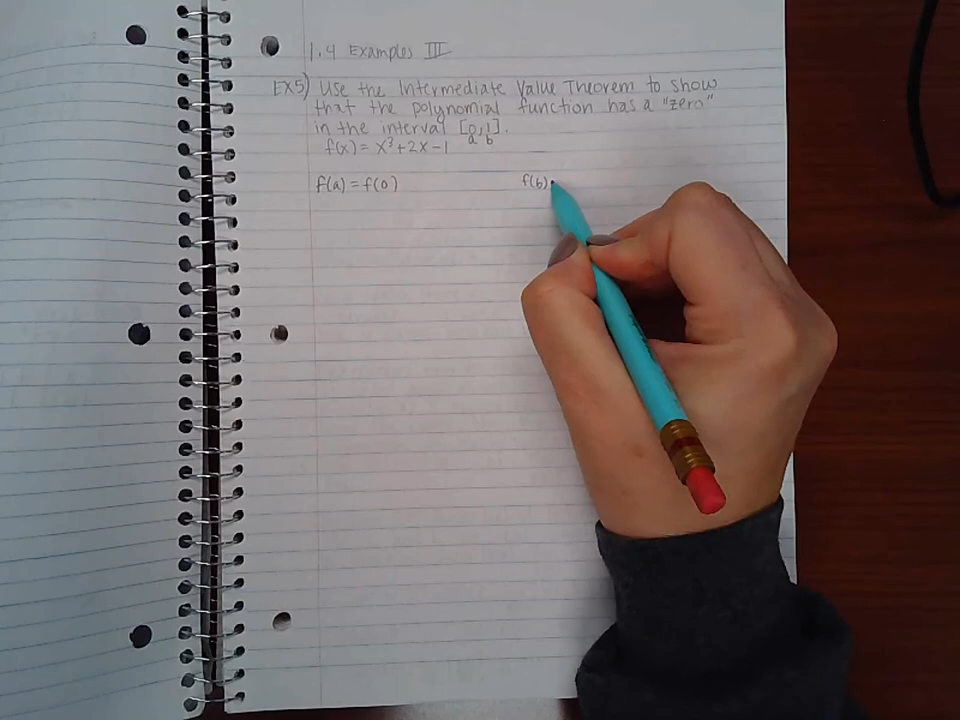 1.4 Examples III
EX5) Use the Intermediate Value Theorem to show
that the polynomial function has a "zero"
in the interval [0,1].
a b
f(x) = x³+2x-1
f(a) = f(0)
f(b)